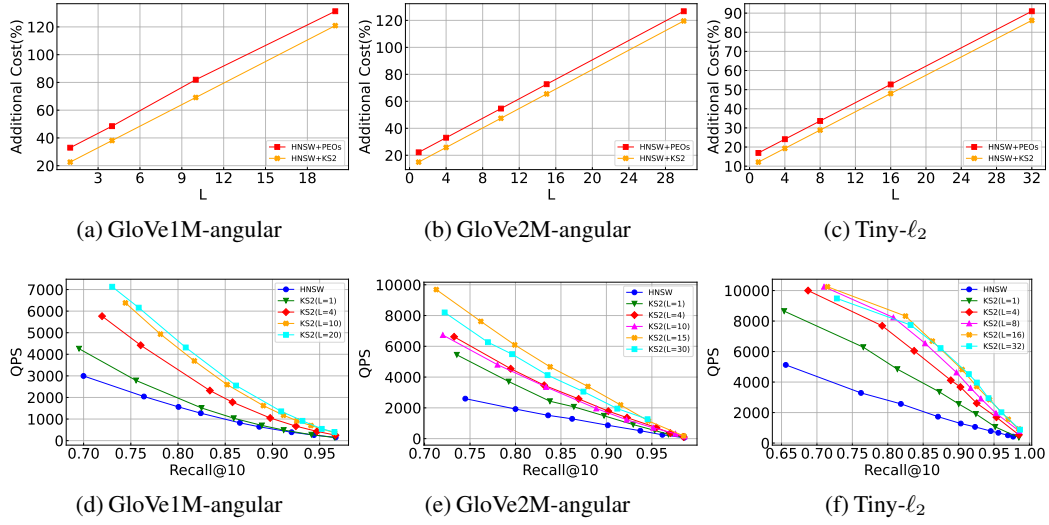 Additional Cost(%)
120
100
80
60
40
20
3
6
9
12
15
18
L
HNSW+PEOs
HNSW+KS2
(a) GloVe1M-angular
Additional Cost(%)
120
100
80
60
40
20
0
0
4
8
12
16
20
24
28
L
HNSW+PEOs
HNSW+KS2
(b) GloVe2M-angular
Additional Cost(%)
90
80
70
60
50
40
30
20
10
0
4
8
12
16
20
24
28
32
L
HNSW+PEOs
HNSW+KS2
(c) Tiny-ℓ2
QPS
7000
6000
5000
4000
3000
2000
1000
0
0.70
0.75
0.80
0.85
0.90
0.95
Recall@10
HNSW
KS2(L=1)
KS2(L=4)
KS2(L=10)
KS2(L=20)
(d) GloVe1M-angular
QPS
10000
8000
6000
4000
2000
0
0.70
0.75
0.80
0.85
0.90
0.95
Recall@10
HNSW
KS2(L=1)
KS2(L=4)
KS2(L=10)
KS2(L=15)
KS2(L=30)
(e) GloVe2M-angular
QPS
10000
8000
6000
4000
2000
0
0.65
0.70
0.75
0.80
0.85
0.90
0.95
1.00
Recall@10
HNSW
KS2(L=1)
KS2(L=4)
KS2(L=8)
KS2(L=16)
KS2(L=32)
(f) Tiny-ℓ2